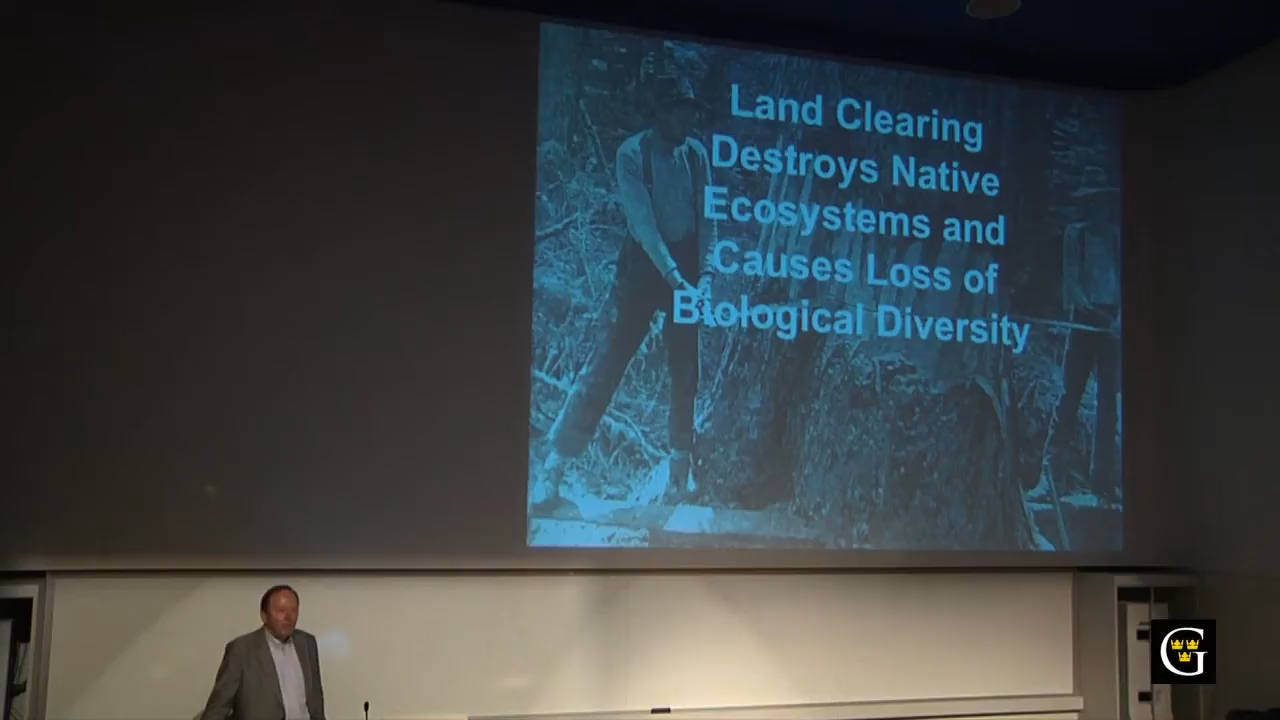 Land Clearing
Destroys Native
Ecosystems and
Causes Loss of
Biological Diversity
G